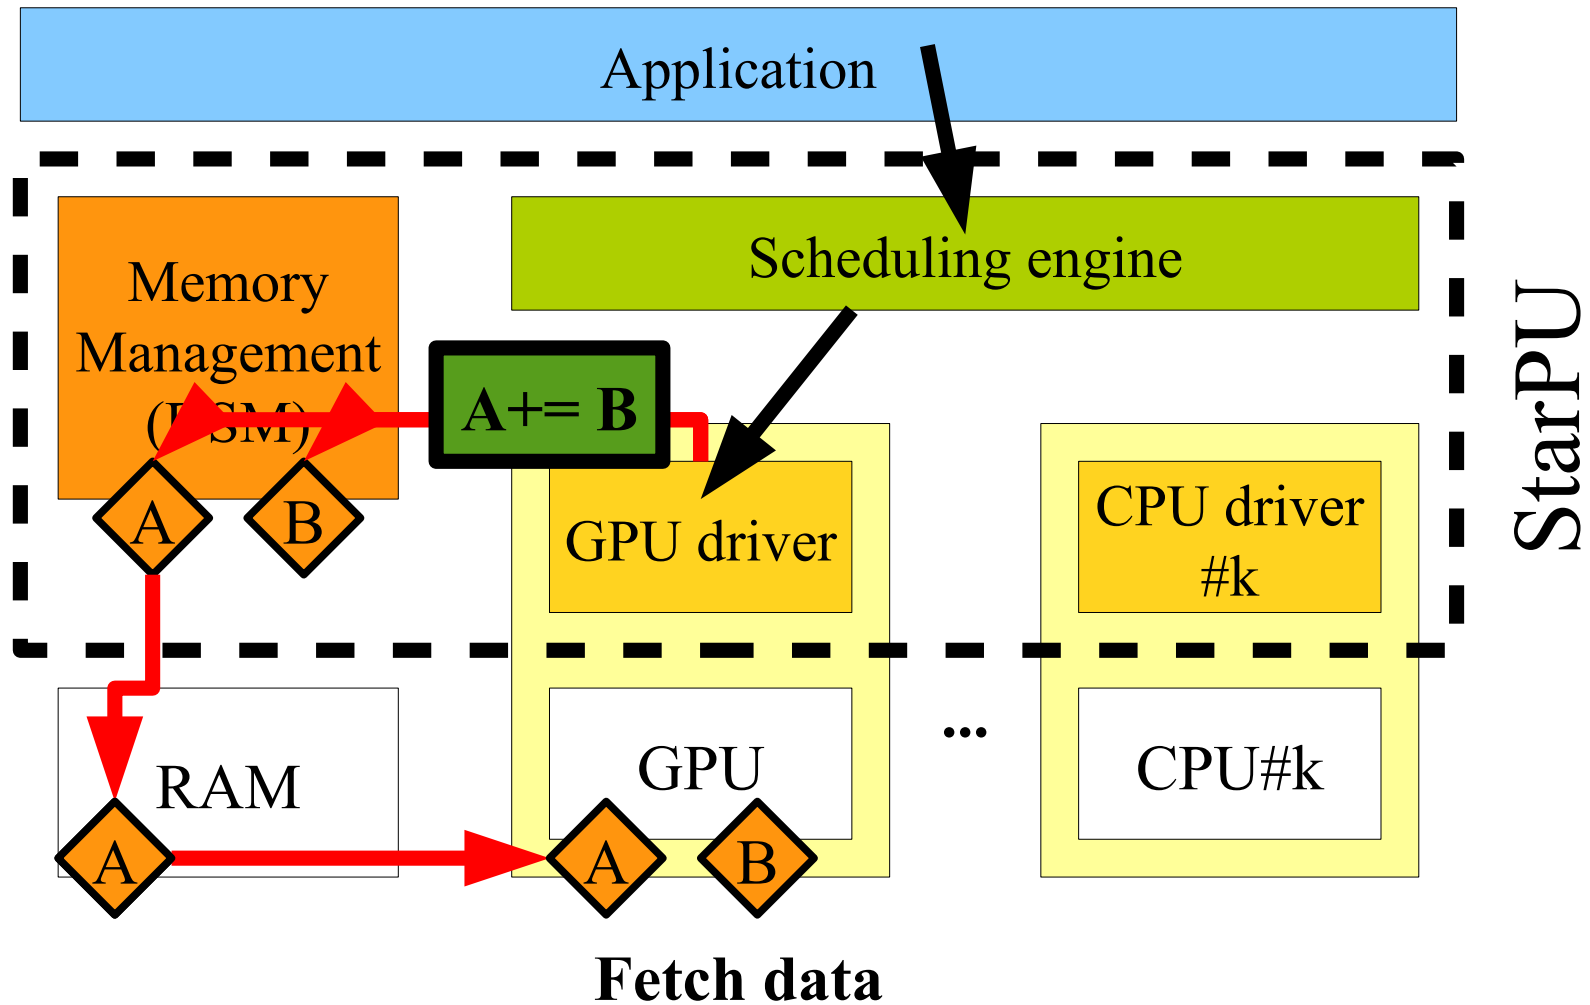 Application
Scheduling engine
Memory
Management
A+= B
A
B
GPU driver
CPU driver
#k
StarPU
RAM
GPU
...
CPU#k
A
A
B
Fetch data